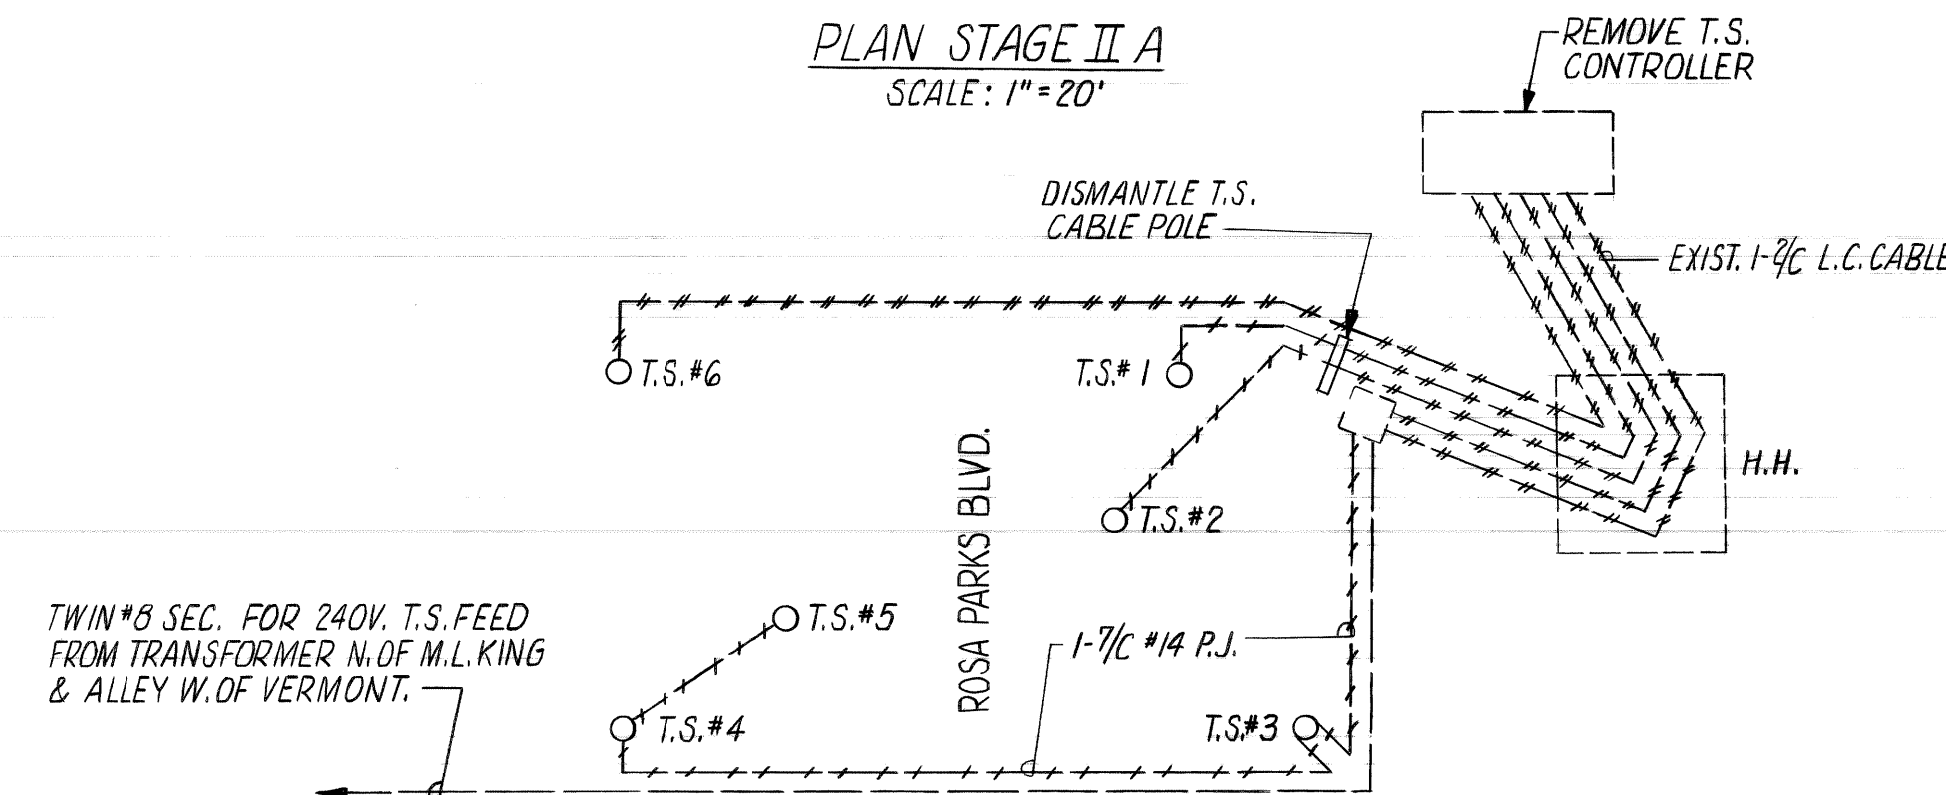 PLAN STAGE II A
SCALE: 1"=20'
REMOVE T.S.
CONTROLLER
DISMANTLE T.S.
CABLE POLE
EXIST. 1-2/C L.C. CABLE
T.S.#6
T.S.#1
H.H.
T.S.#2
ROSA PARKS BLVD.
TWIN #8 SEC. FOR 240V. T.S. FEED
FROM TRANSFORMER N. OF M.L. KING
& ALLEY W. OF VERMONT.
T.S.#5
1-7/C #14 P.J.
T.S.#4
T.S.#3